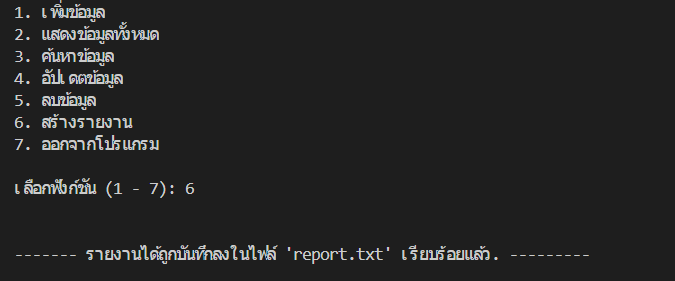 1. เพิ่มข้อมูล
2. แสดงข้อมูลทั้งหมด
3. ค้นหาข้อมูล
4. อัปเดตข้อมูล
5. ลบข้อมูล
6. สร้างรายงาน
7. ออกจากโปรแกรม
เลือกฟังก์ชัน (1 - 7): 6
------- รายงานได้ถูกบันทึกลงในไฟล์ 'report.txt' เรียบร้อยแล้ว. ---------